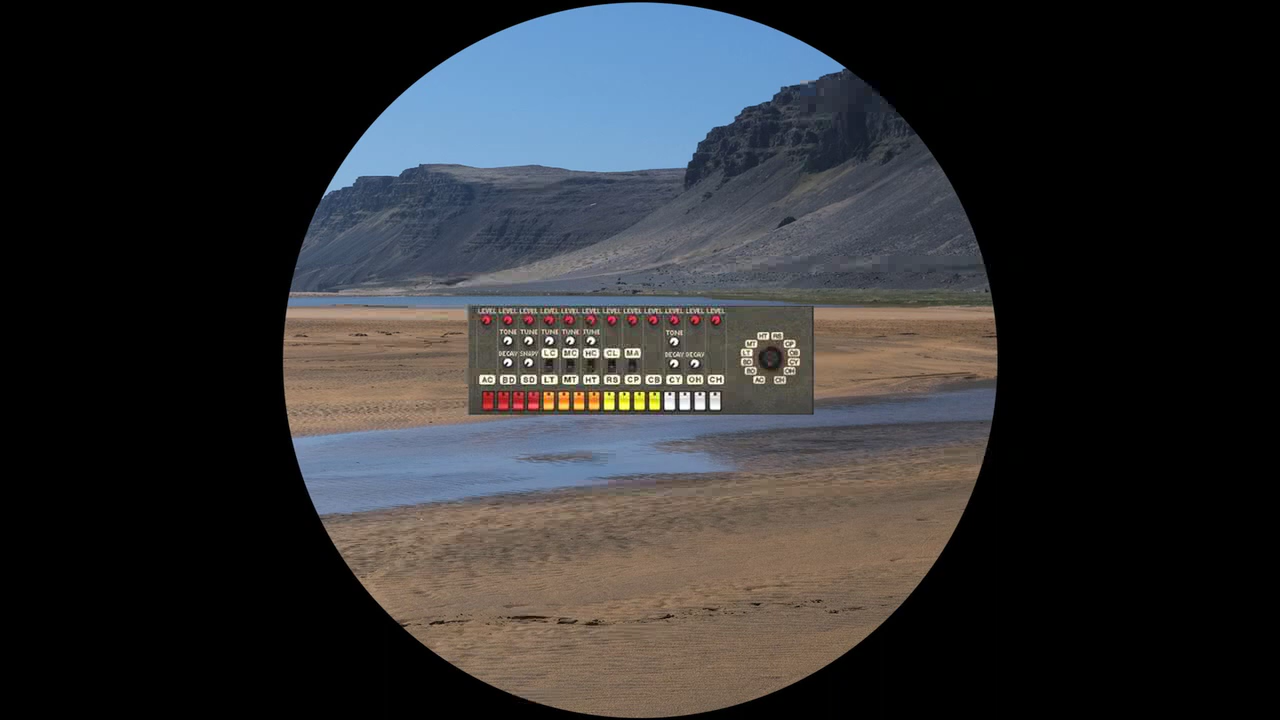 LEVEL LEVEL LEVEL LEVEL LEVEL LEVEL LEVEL LEVEL LEVEL LEVEL LEVEL LEVEL
TONE TUNE TUNE TUNE TUNE TONE
DECAY SNAPY LC MC HC CL MA DECAY DECAY
AC BD SD LT MT HT RS CP CB CY OH CH
HT RS
MT CP
LT CB
SD CY
BD OH
AC CH